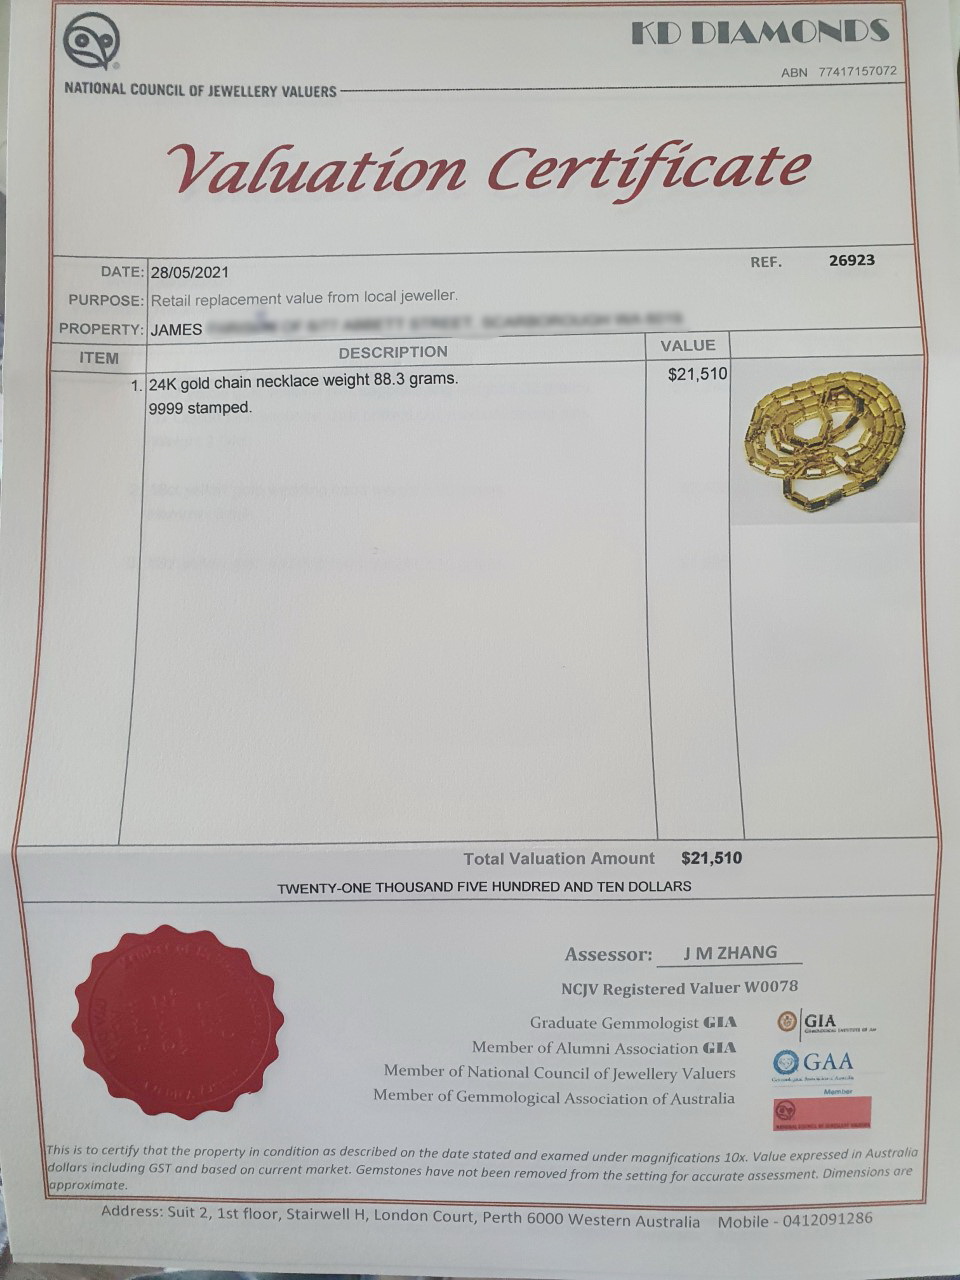 KD DIAMONDS
ABN 77417157072
NATIONAL COUNCIL OF JEWELLERY VALUERS
Valuation Certificate
DATE: 28/05/2021 REF. 26923
PURPOSE: Retail replacement value from local jeweller.
PROPERTY: JAMES
ITEM DESCRIPTION VALUE
1. 24K gold chain necklace weight 88.3 grams. $21,510
9999 stamped.
Total Valuation Amount $21,510
TWENTY-ONE THOUSAND FIVE HUNDRED AND TEN DOLLARS
Assessor: J M ZHANG
NCJV Registered Valuer W0078
Graduate Gemmologist GIA
Member of Alumni Association GIA
Member of National Council of Jewellery Valuers
Member of Gemmological Association of Australia
GIA
GAA
Member
This is to certify that the property in condition as described on the date stated and examed under magnifications 10x. Value expressed in Australia
dollars including GST and based on current market. Gemstones have not been removed from the setting for accurate assessment. Dimensions are
approximate.
Address: Suit 2, 1st floor, Stairwell H, London Court, Perth 6000 Western Australia Mobile - 0412091286